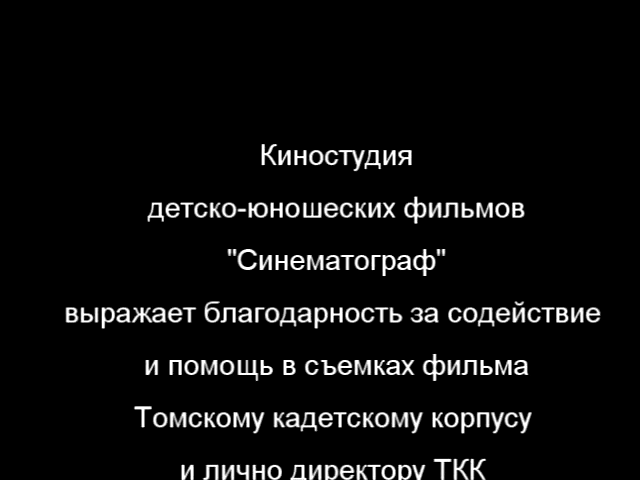 Киностудия
детско-юношеских фильмов
"Синематограф"
выражает благодарность за содействие
и помощь в съемках фильма
Томскому кадетскому корпусу
и лично директору ТКК